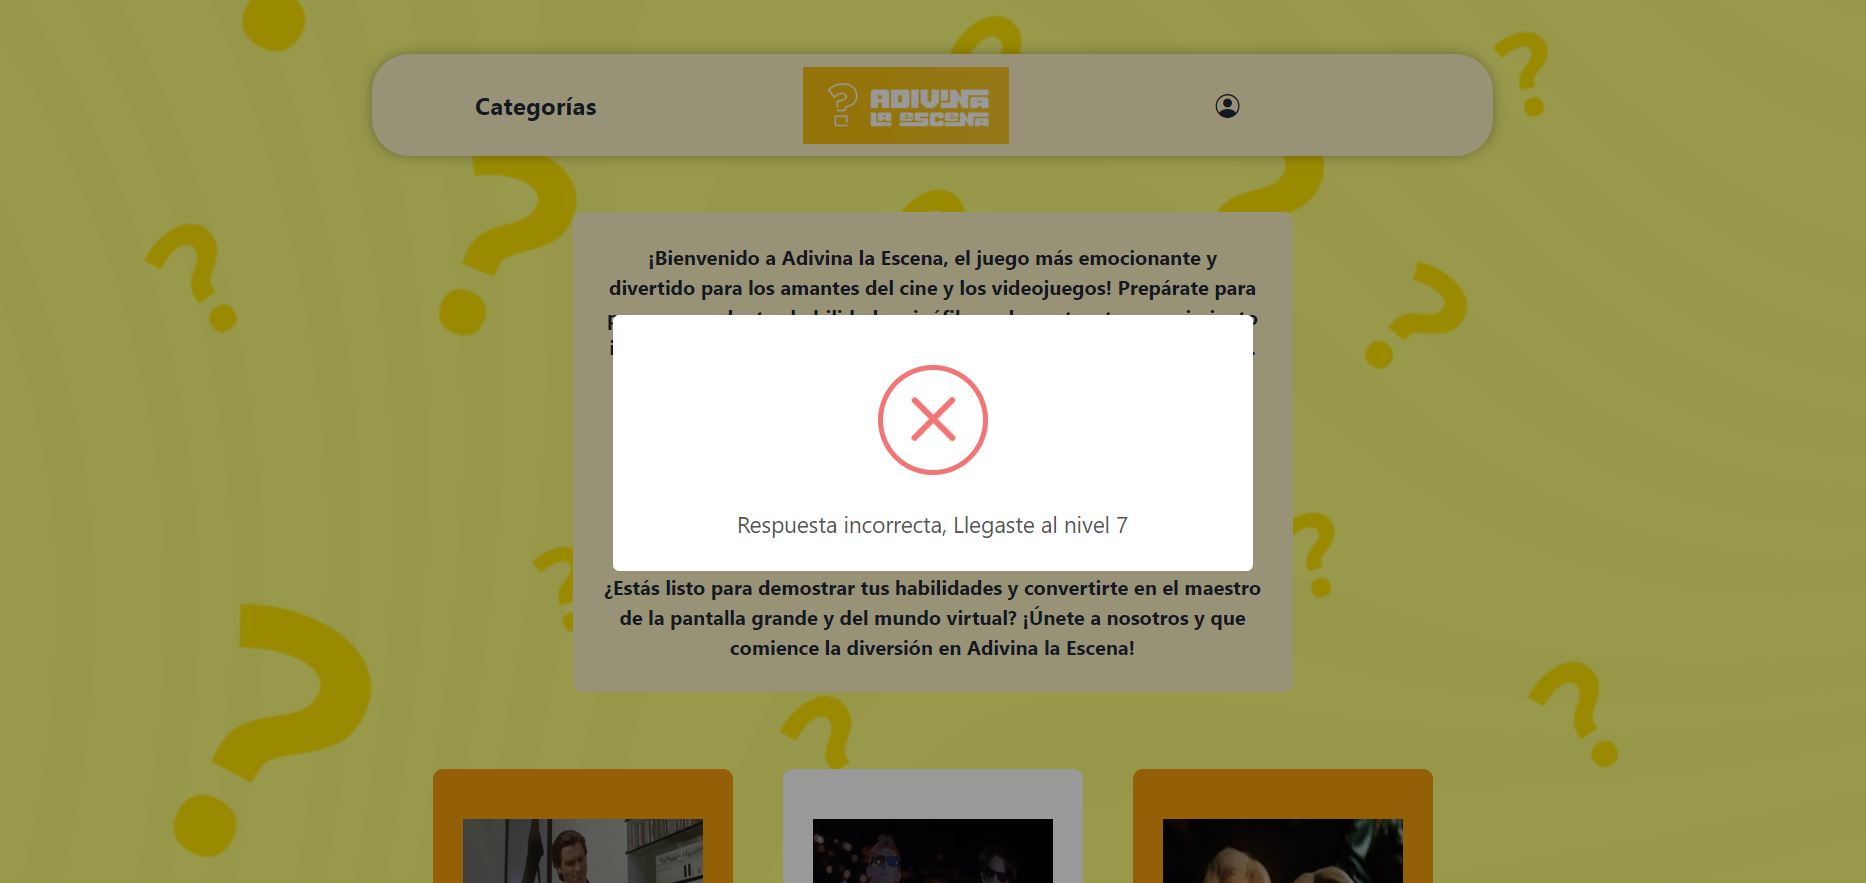 Categorías
? ADIVINA
LA ESCENA
¡Bienvenido a Adivina la Escena, el juego más emocionante y
divertido para los amantes del cine y los videojuegos! Prepárate para
Respuesta incorrecta, Llegaste al nivel 7
¿Estás listo para demostrar tus habilidades y convertirte en el maestro
de la pantalla grande y del mundo virtual? ¡Únete a nosotros y que
comience la diversión en Adivina la Escena!